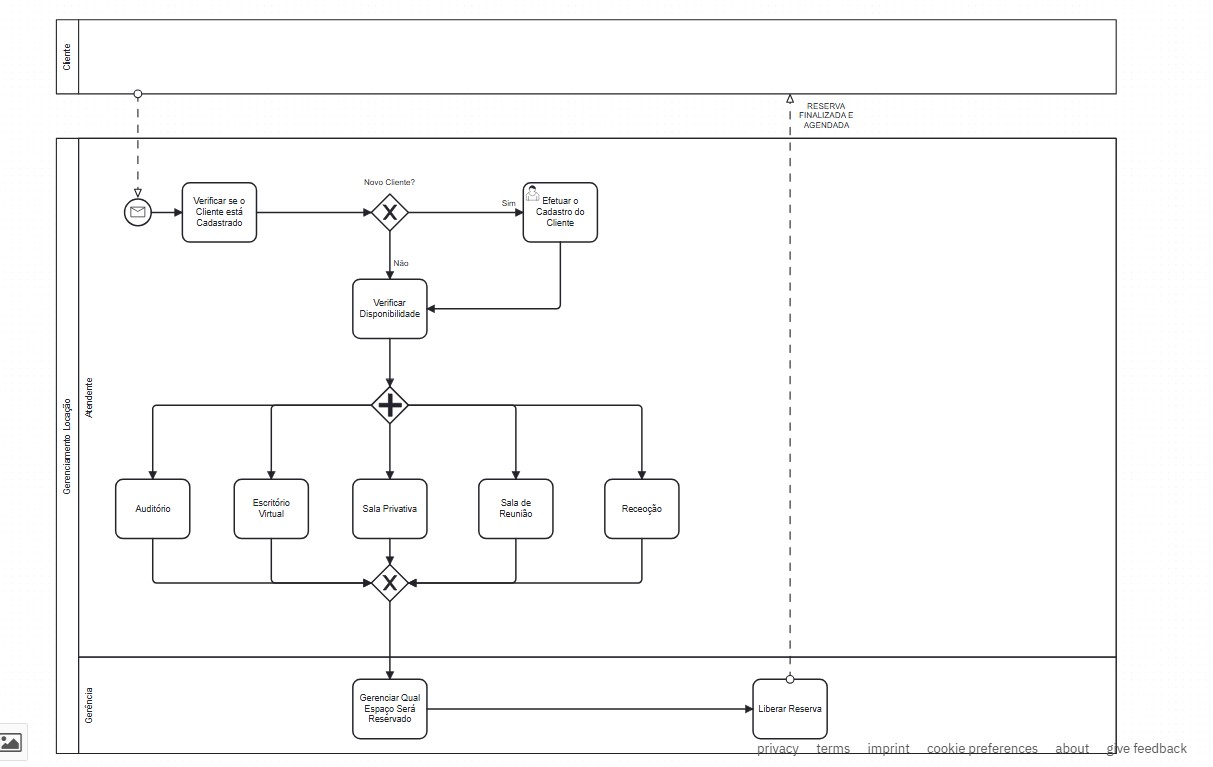 Cliente
RESERVA
FINALIZADA E
AGENDADA
Gerenciamento Locação
Atendente
Novo Cliente?
Verificar se o
Cliente está
Cadastrado
Sim
Efetuar o
Cadastro do
Cliente
Não
Verificar
Disponibilidade
Auditório
Escritório
Virtual
Sala Privativa
Sala de
Reunião
Receoção
Gerência
Gerenciar Qual
Espaço Será
Reservado
Liberar Reserva
privacy terms imprint cookie preferences about give feedback